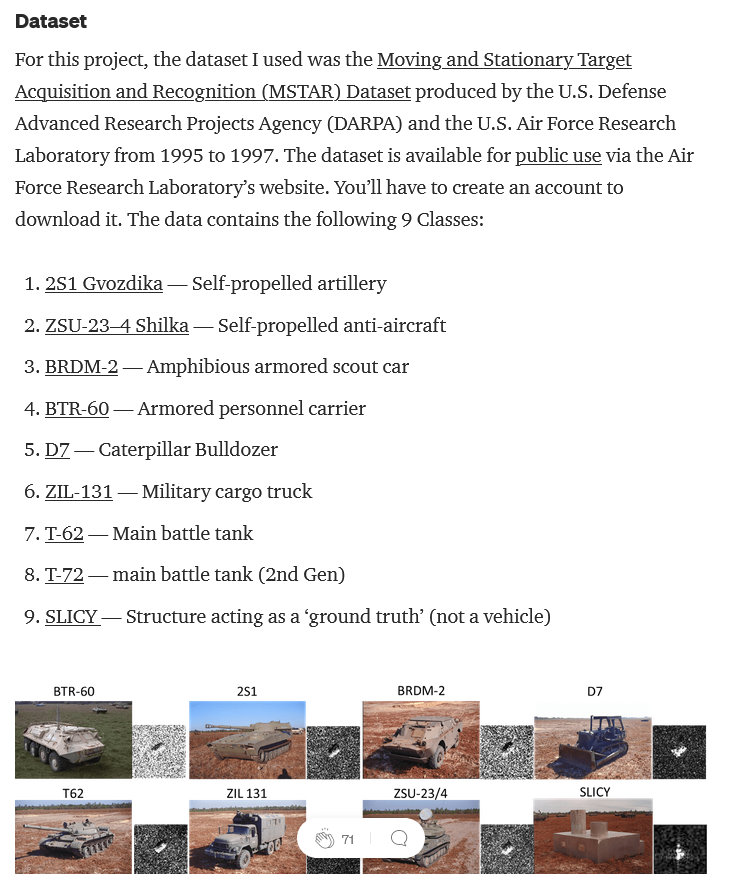 Dataset
For this project, the dataset I used was the Moving and Stationary Target
Acquisition and Recognition (MSTAR) Dataset produced by the U.S. Defense
Advanced Research Projects Agency (DARPA) and the U.S. Air Force Research
Laboratory from 1995 to 1997. The dataset is available for public use via the Air
Force Research Laboratory’s website. You’ll have to create an account to
download it. The data contains the following 9 Classes:
1. 2S1 Gvozdika — Self-propelled artillery
2. ZSU-23–4 Shilka — Self-propelled anti-aircraft
3. BRDM-2 — Amphibious armored scout car
4. BTR-60 — Armored personnel carrier
5. D7 — Caterpillar Bulldozer
6. ZIL-131 — Military cargo truck
7. T-62 — Main battle tank
8. T-72 — main battle tank (2nd Gen)
9. SLICY — Structure acting as a ‘ground truth’ (not a vehicle)
BTR-60 2S1 BRDM-2 D7
T62 ZIL 131 ZSU-23/4 SLICY
71